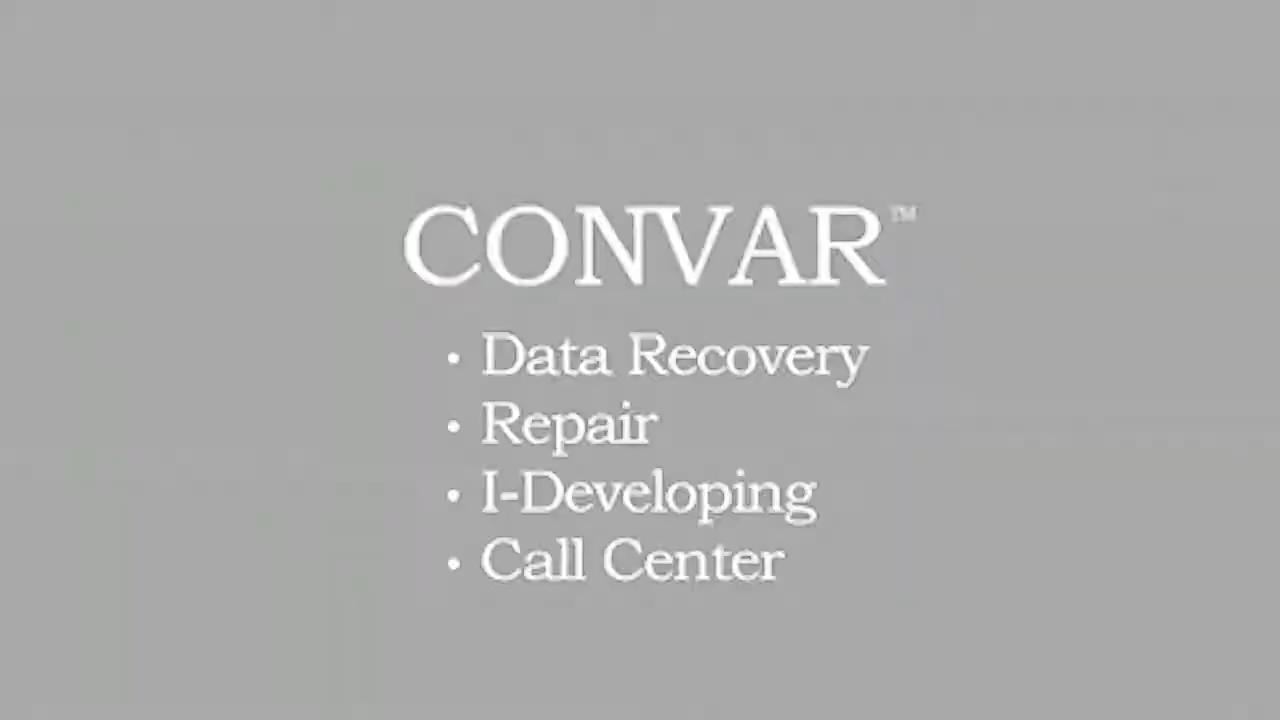 CONVAR™
• Data Recovery
• Repair
• I-Developing
• Call Center